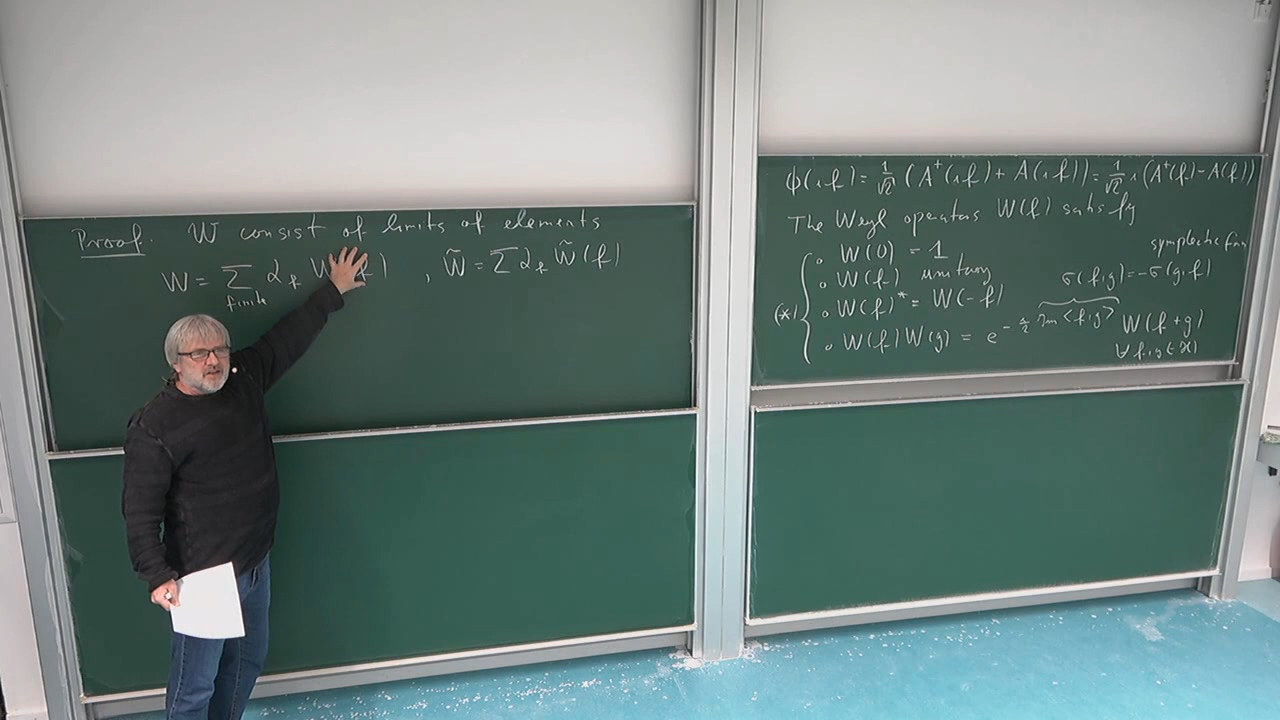 Proof. W consist of limits of elements
W = ∑ α_f W(f) , W̃ = ∑ α_f W̃(f)
finite
ϕ(if) = 1/√2 (A⁺(if) + A(if)) = 1/√2 i (A⁺(f) - A(f))
The Weyl operators W(f) satisfy
symplectic form
∘ W(0) = 1
∘ W(f) unitary
σ(f,g) = -σ(g,f)
(*) { ∘ W(f)* = W(-f)
∘ W(f) W(g) = e^{-i/2 Im <f,g>} W(f+g)
∀ f,g ∈ ℋ